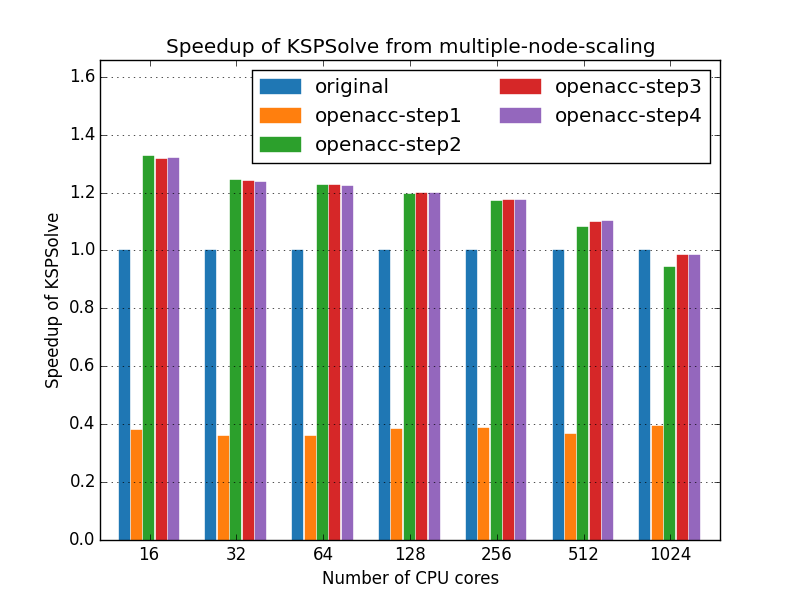 Speedup of KSPSolve from multiple-node-scaling
original
openacc-step1
openacc-step2
openacc-step3
openacc-step4
Speedup of KSPSolve
1.6
1.4
1.2
1.0
0.8
0.6
0.4
0.2
0.0
16 32 64 128 256 512 1024
Number of CPU cores